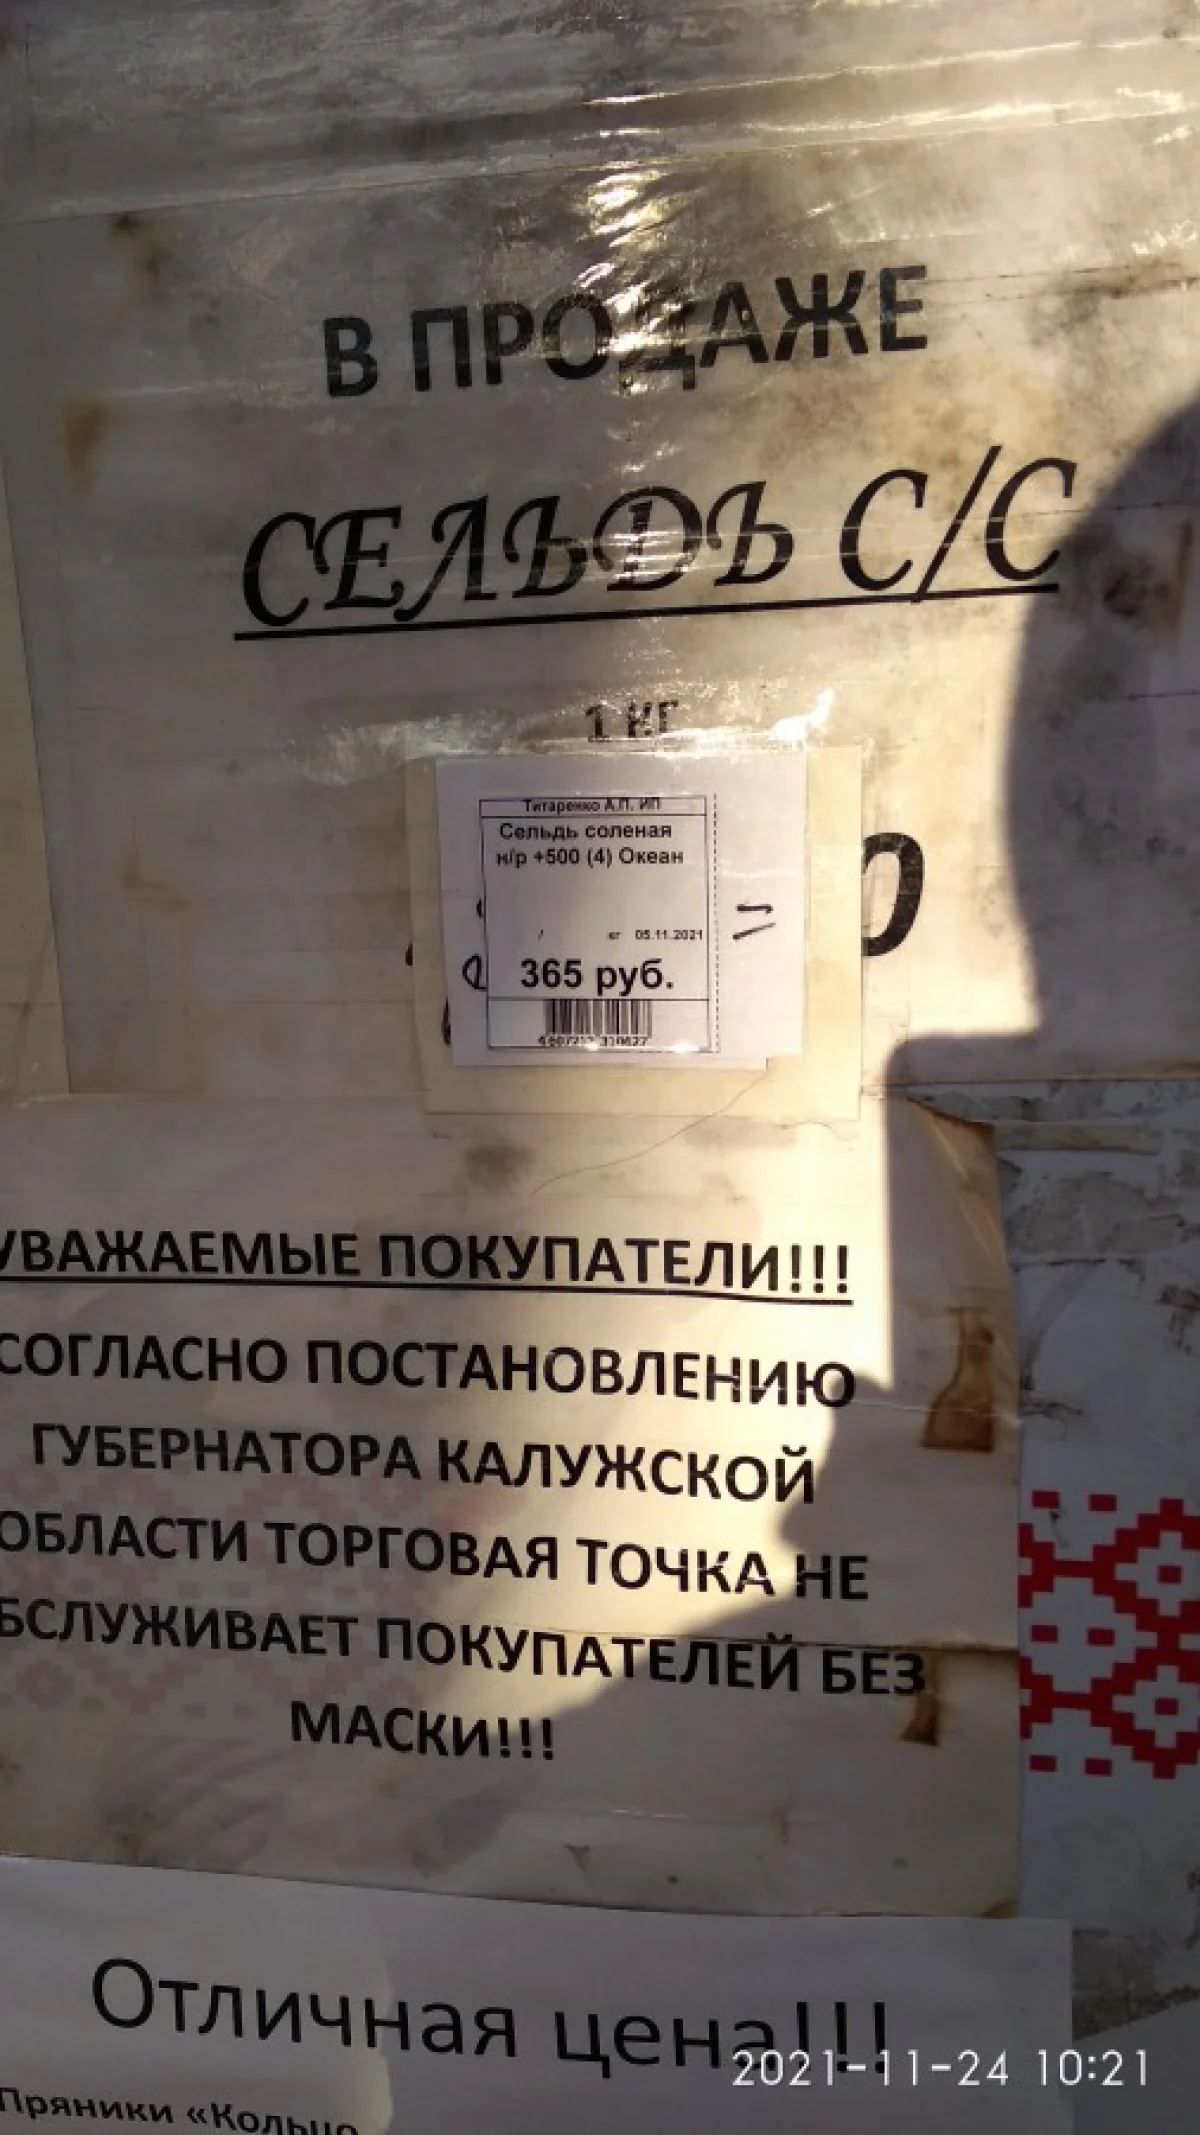 В ПРОДАЖЕ
СЕЛЬДЬ С/С
1 КГ
Титаренко А.П. ИП
Сельдь соленая
н/р +500 (4) Океан
/ кг 05.11.2021
=
365 руб.
0
УВАЖАЕМЫЕ ПОКУПАТЕЛИ!!!
СОГЛАСНО ПОСТАНОВЛЕНИЮ
ГУБЕРНАТОРА КАЛУЖСКОЙ
ОБЛАСТИ ТОРГОВАЯ ТОЧКА НЕ
БСЛУЖИВАЕТ ПОКУПАТЕЛЕЙ БЕЗ
МАСКИ!!!
Отличная цена!!!
2021-11-24 10:21
Пряники «Кольцо